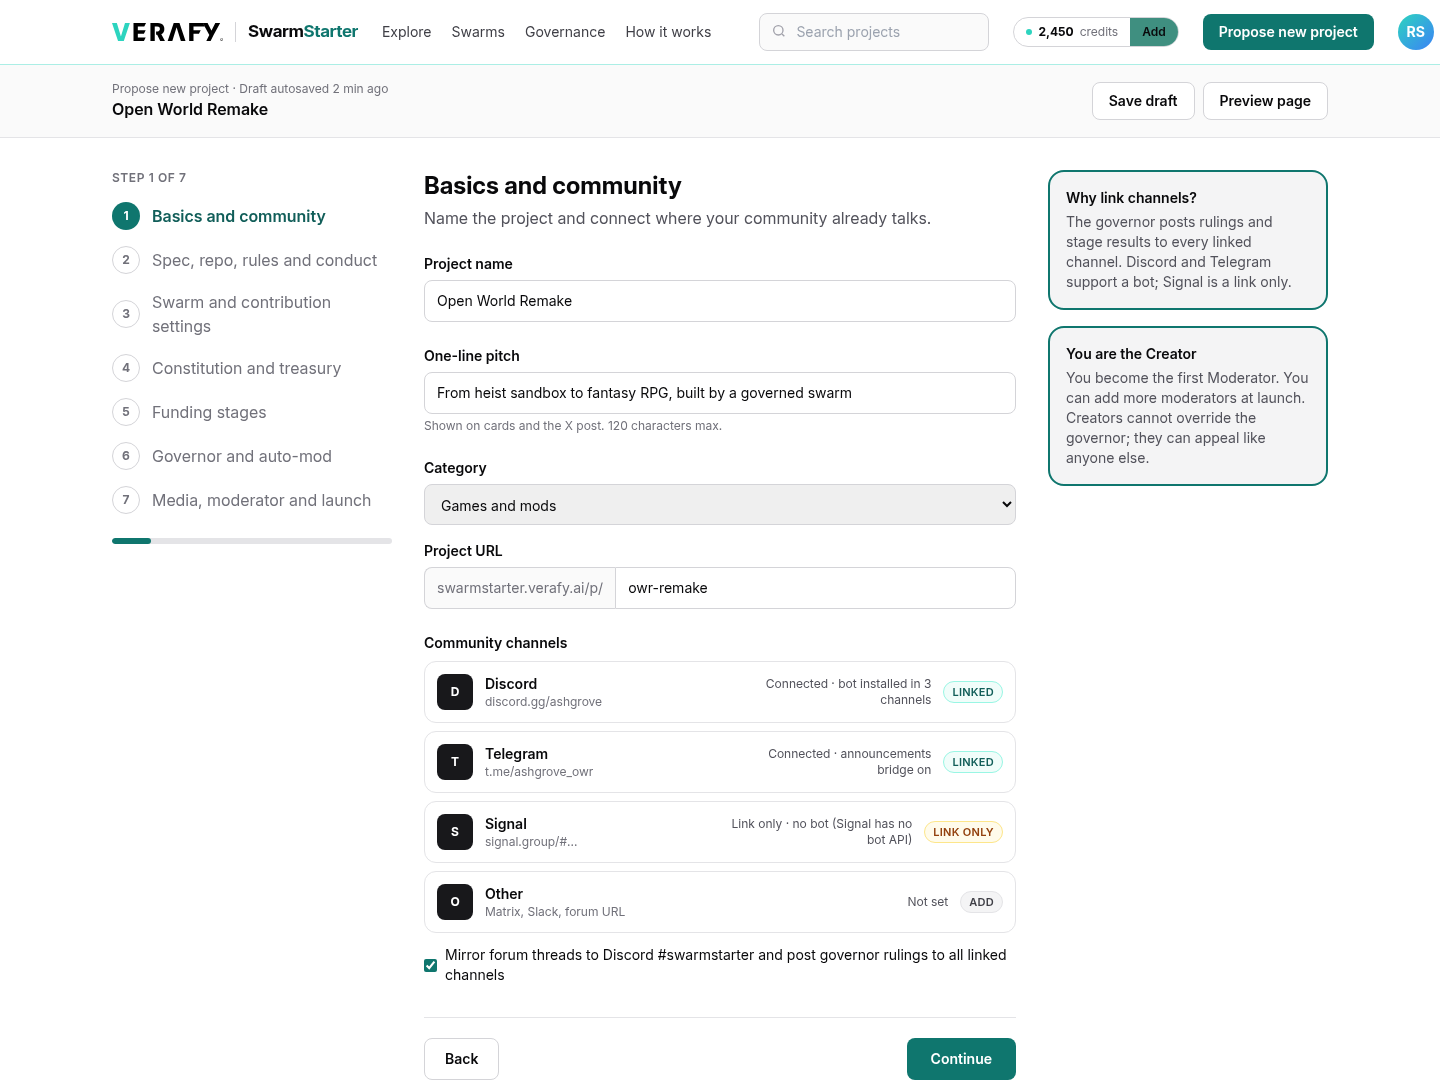 VERAFY
SwarmStarter
Explore
Swarms
Governance
How it works
Search projects
2,450 credits
Add
Propose new project
RS
Propose new project · Draft autosaved 2 min ago
Open World Remake
Save draft
Preview page
STEP 1 OF 7
1
Basics and community
2
Spec, repo, rules and conduct
3
Swarm and contribution
settings
4
Constitution and treasury
5
Funding stages
6
Governor and auto-mod
7
Media, moderator and launch
Basics and community
Name the project and connect where your community already talks.
Project name
Open World Remake
One-line pitch
From heist sandbox to fantasy RPG, built by a governed swarm
Shown on cards and the X post. 120 characters max.
Category
Games and mods
Project URL
swarmstarter.verafy.ai/p/
owr-remake
Community channels
D
Discord
discord.gg/ashgrove
Connected · bot installed in 3
channels
LINKED
T
Telegram
t.me/ashgrove_owr
Connected · announcements
bridge on
LINKED
S
Signal
signal.group/#...
Link only · no bot (Signal has no
bot API)
LINK ONLY
O
Other
Matrix, Slack, forum URL
Not set
ADD
Mirror forum threads to Discord #swarmstarter and post governor rulings to all linked
channels
Back
Continue
Why link channels?
The governor posts rulings and
stage results to every linked
channel. Discord and Telegram
support a bot; Signal is a link only.
You are the Creator
You become the first Moderator. You
can add more moderators at launch.
Creators cannot override the
governor; they can appeal like
anyone else.